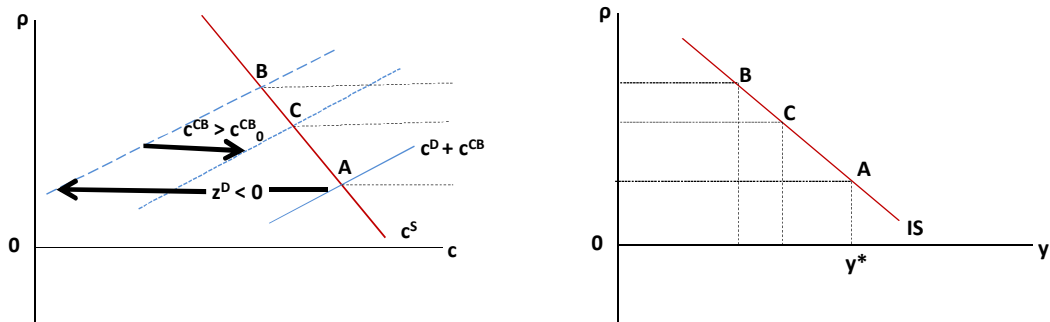 ρ
B
C
c^CB > c^CB_0
A
c^D + c^CB
z^D < 0
c^S
0
c
ρ
B
C
A
IS
0
y*
y